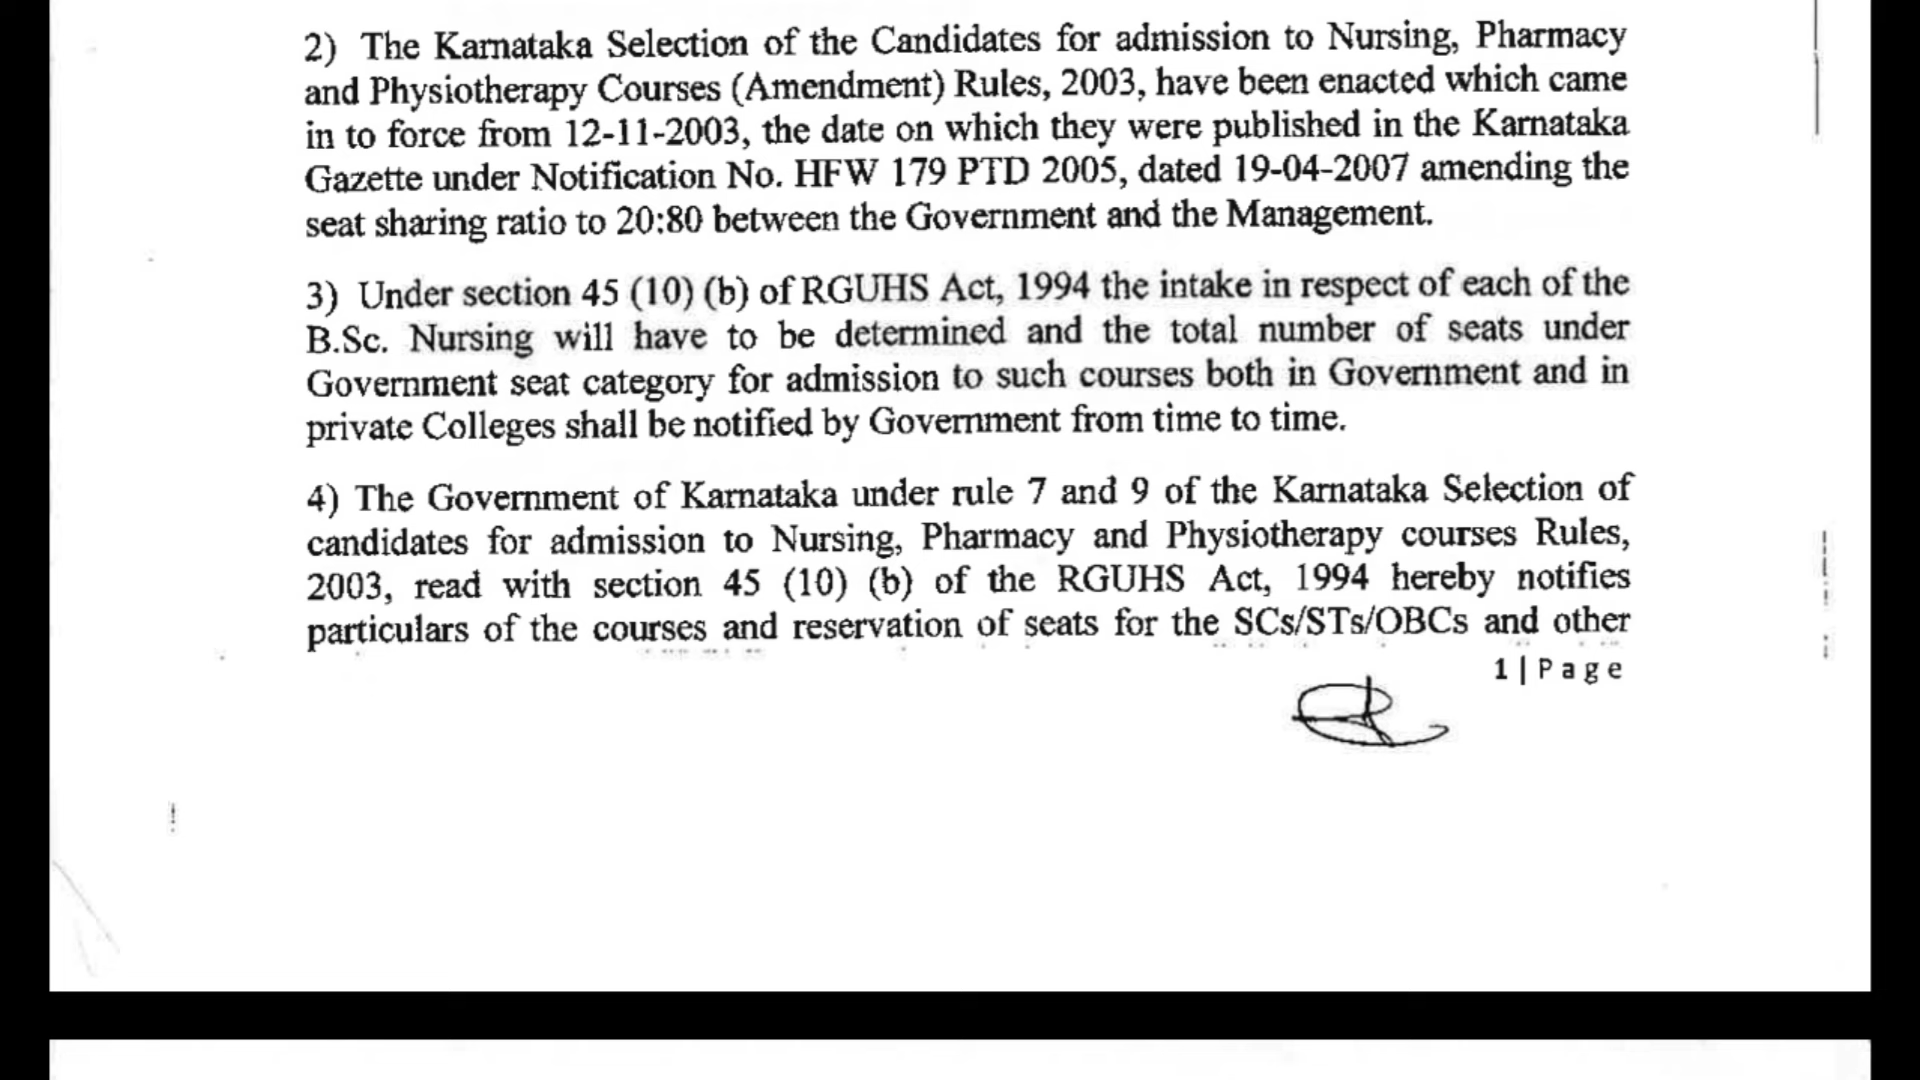 2) The Karnataka Selection of the Candidates for admission to Nursing, Pharmacy
and Physiotherapy Courses (Amendment) Rules, 2003, have been enacted which came
in to force from 12-11-2003, the date on which they were published in the Karnataka
Gazette under Notification No. HFW 179 PTD 2005, dated 19-04-2007 amending the
seat sharing ratio to 20:80 between the Government and the Management.
3) Under section 45 (10) (b) of RGUHS Act, 1994 the intake in respect of each of the
B.Sc. Nursing will have to be determined and the total number of seats under
Government seat category for admission to such courses both in Government and in
private Colleges shall be notified by Government from time to time.
4) The Government of Karnataka under rule 7 and 9 of the Karnataka Selection of
candidates for admission to Nursing, Pharmacy and Physiotherapy courses Rules,
2003, read with section 45 (10) (b) of the RGUHS Act, 1994 hereby notifies
particulars of the courses and reservation of seats for the SCs/STs/OBCs and other
1 | Page